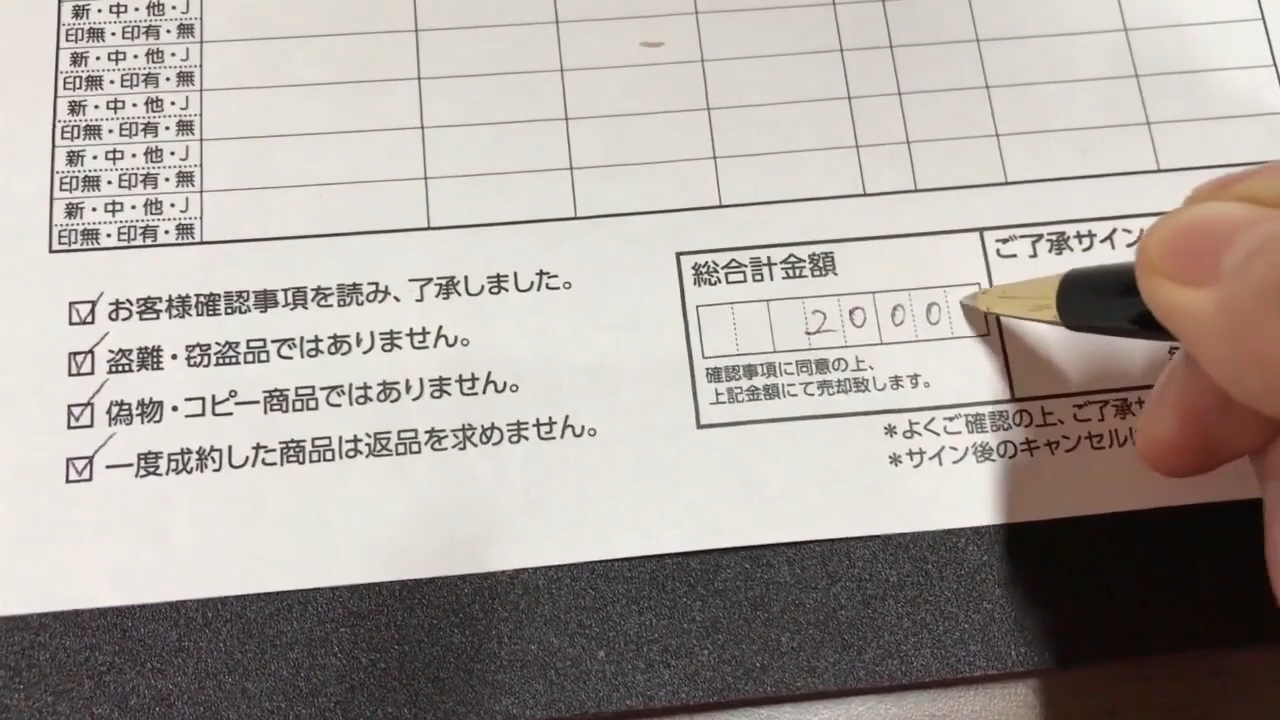 新・中・他・J
印無・印有・無
新・中・他・J
印無・印有・無
新・中・他・J
印無・印有・無
新・中・他・J
印無・印有・無
新・中・他・J
印無・印有・無
お客様確認事項を読み、了承しました。
盗難・窃盗品ではありません。
偽物・コピー商品ではありません。
一度成約した商品は返品を求めません。
総合計金額
2000
確認事項に同意の上、
上記金額にて売却致します。
ご了承サイン
*よくご確認の上、ご了承
*サイン後のキャンセル